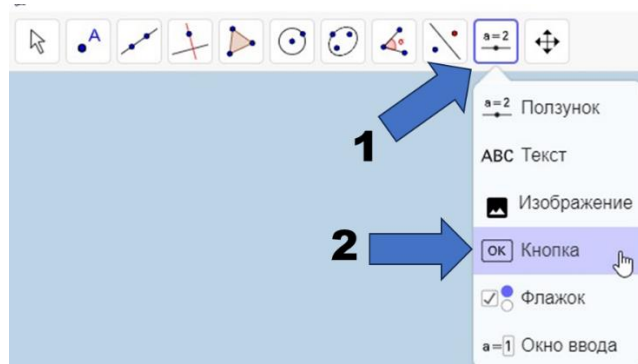 A
a=2
1
a=2 Ползунок
ABC Текст
Изображение
2
OK Кнопка
Флажок
a=1 Окно ввода